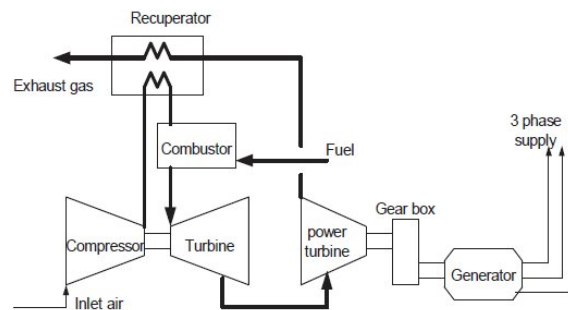 Recuperator
Exhaust gas
3 phase
supply
Combustor
Fuel
Gear box
Compressor
Turbine
power
turbine
Generator
Inlet air